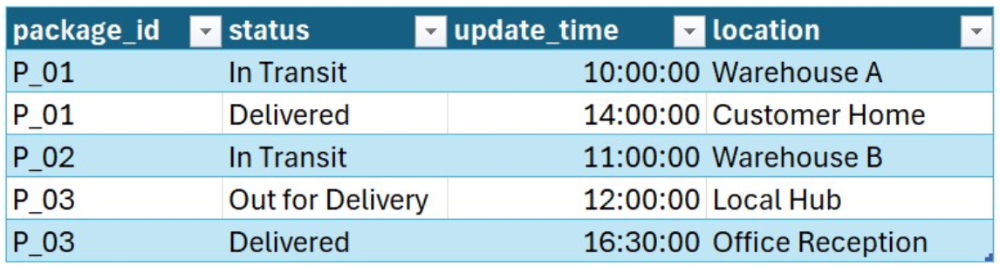 package_id status update_time location
P_01 In Transit 10:00:00 Warehouse A
P_01 Delivered 14:00:00 Customer Home
P_02 In Transit 11:00:00 Warehouse B
P_03 Out for Delivery 12:00:00 Local Hub
P_03 Delivered 16:30:00 Office Reception